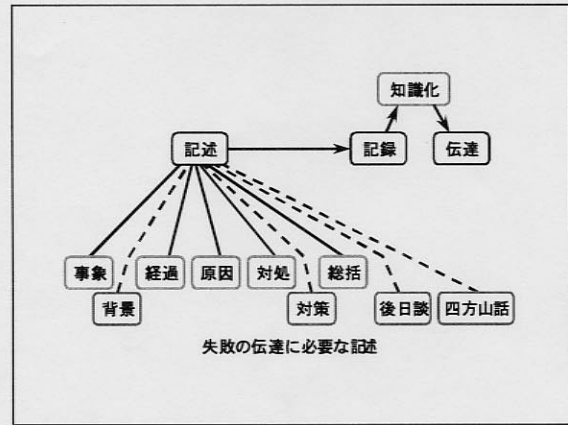 知識化
記述
記録
伝達
事象
経過
原因
対処
総括
背景
対策
後日談
四方山話
失敗の伝達に必要な記述